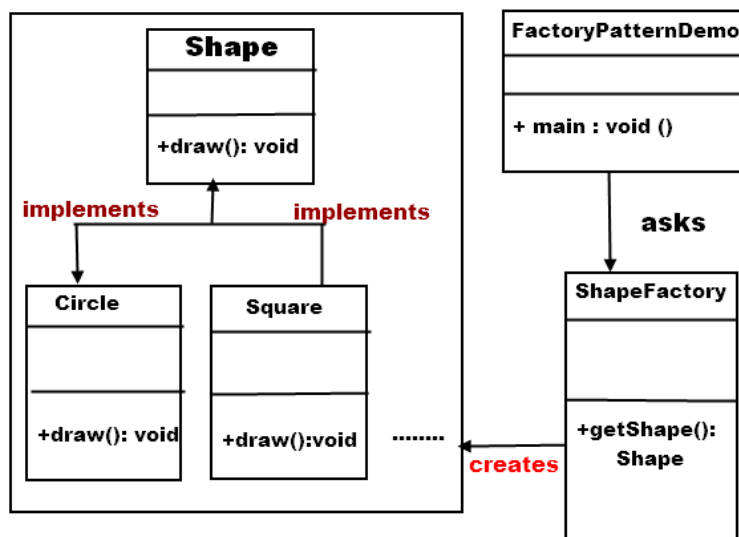 Shape
+draw(): void
implements
implements
Circle
+draw(): void
Square
+draw():void
........
FactoryPatternDemo
+ main : void ()
asks
ShapeFactory
+getShape():
Shape
creates